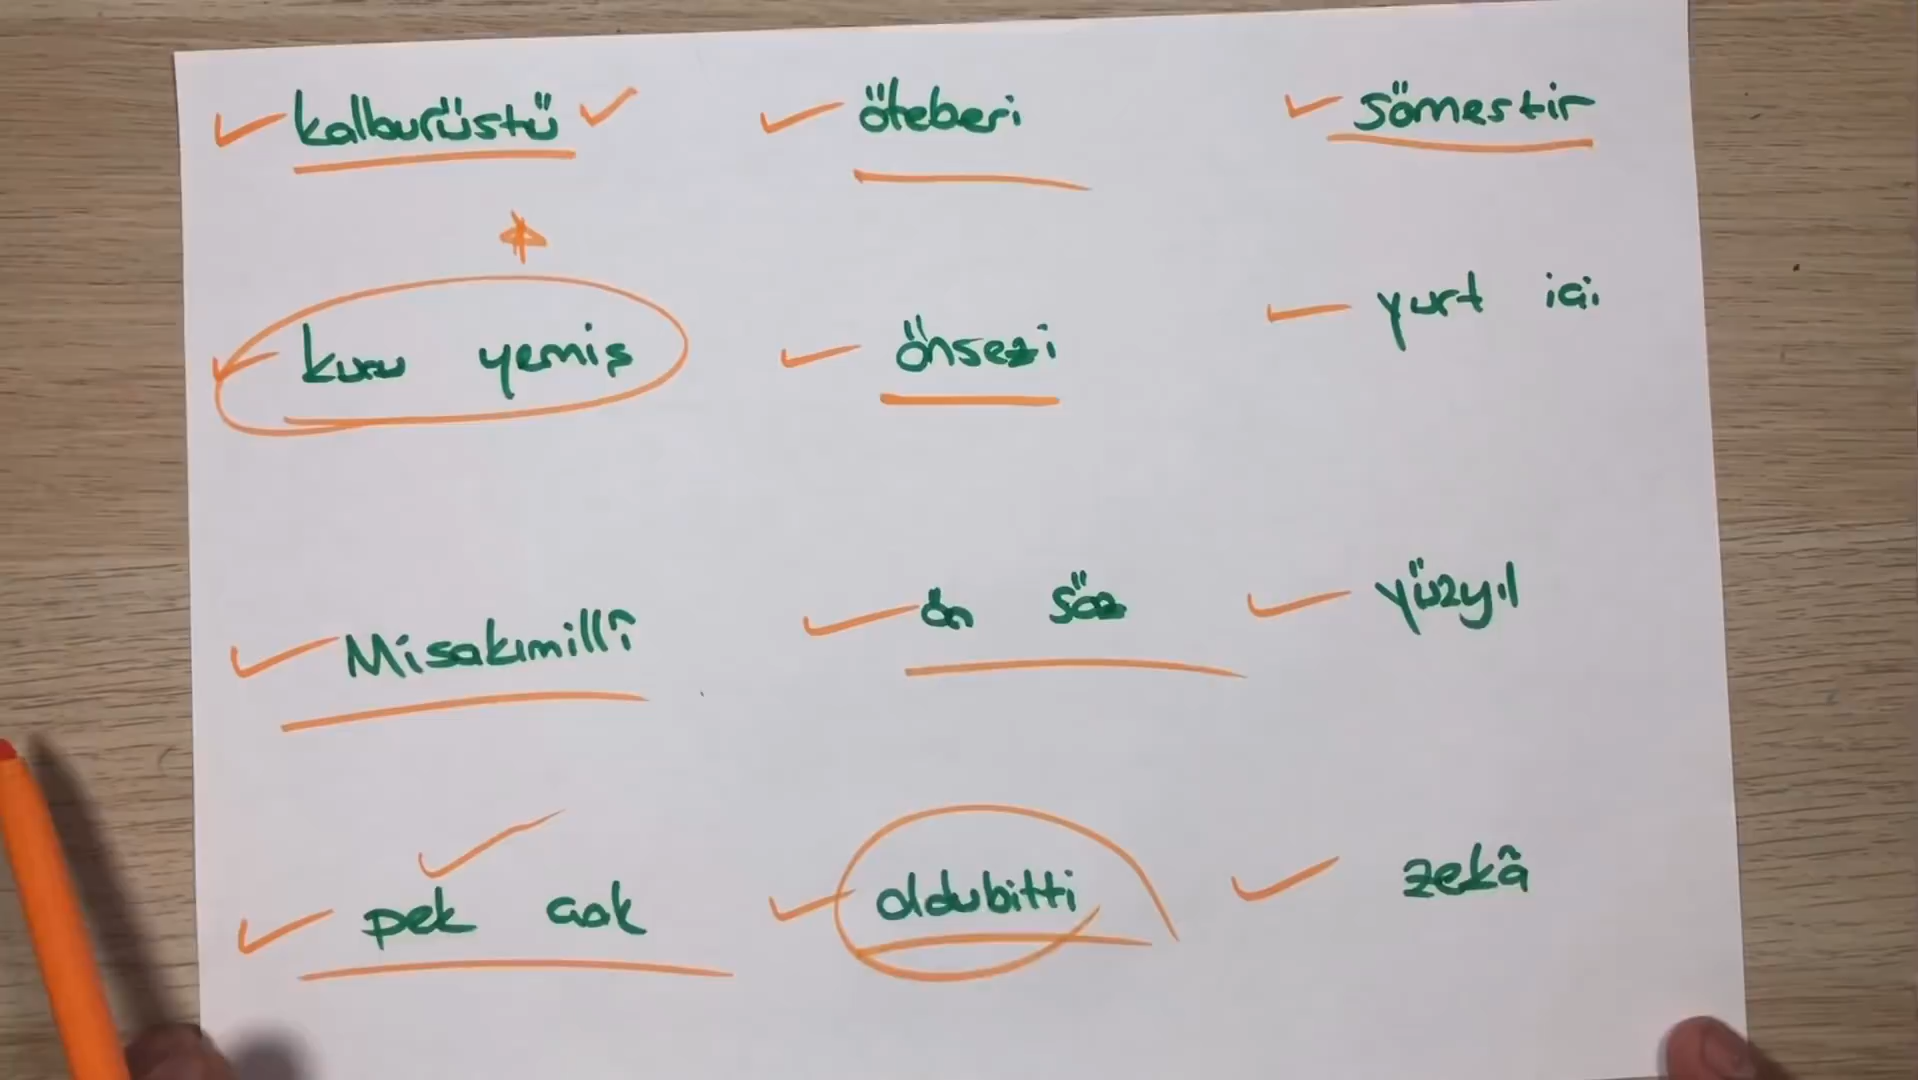 kalburüstü öteberi sömestir
kuru yemiş önsezi yurt içi
Misakımillî ön söz yüzyıl
pek çok oldubitti zekâ